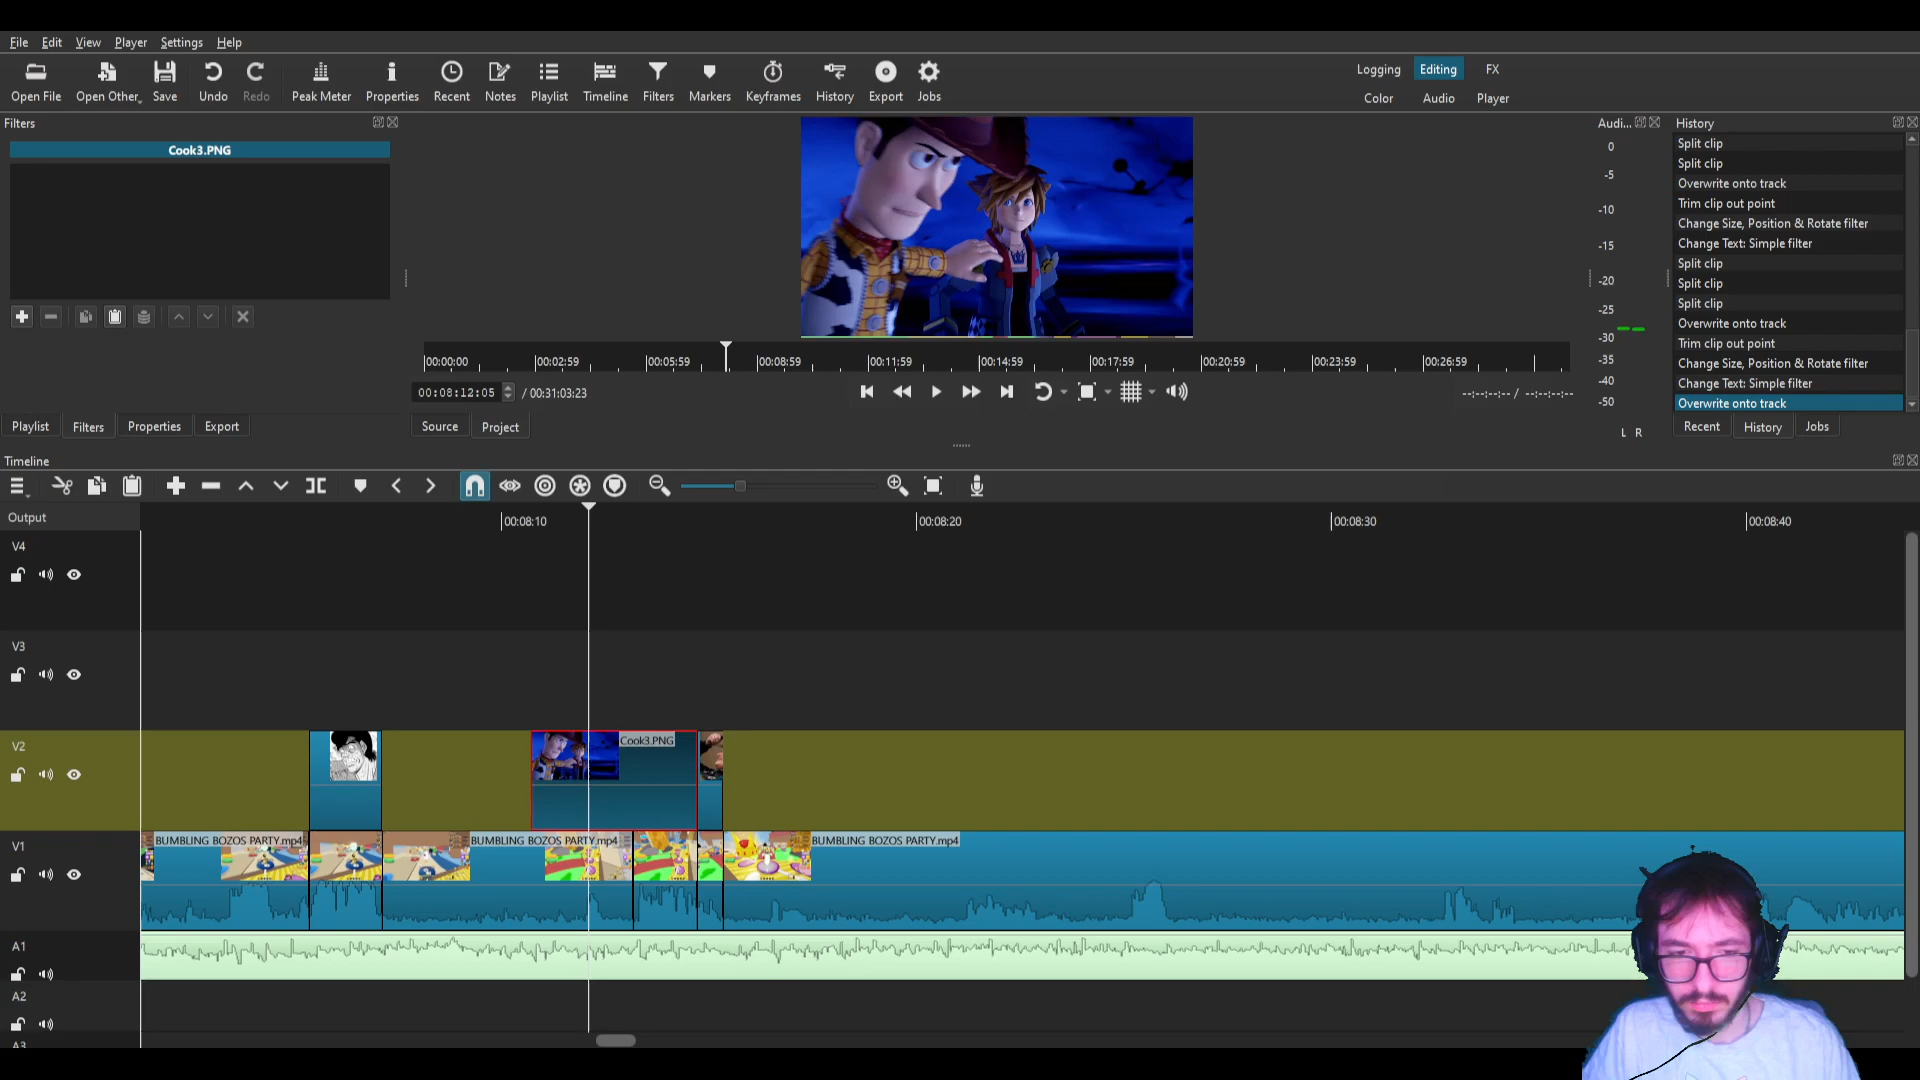 File Edit View Player Settings Help
Open File Open Other... Save Undo Redo Peak Meter Properties Recent Notes Playlist Timeline Filters Markers Keyframes History Export Jobs
Logging Editing FX
Color Audio Player
Filters
Cook3.PNG
Playlist Filters Properties Export
00:00:00 00:02:59 00:05:59 00:08:59 00:11:59 00:14:59 00:17:59 00:20:59 00:23:59 00:26:59
00:08:12:05 / 00:31:03:23
--:--:--:-- / --:--:--:--
Source Project
Audi...
0
-5
-10
-15
-20
-25
-30
-35
-40
-50
L R
History
Split clip
Split clip
Overwrite onto track
Trim clip out point
Change Size, Position & Rotate filter
Change Text: Simple filter
Split clip
Split clip
Split clip
Overwrite onto track
Trim clip out point
Change Size, Position & Rotate filter
Change Text: Simple filter
Overwrite onto track
Recent History Jobs
Timeline
Output
00:08:10 00:08:20 00:08:30 00:08:40
V4
V3
V2
Cook3.PNG
V1
BUMBLING BOZOS PARTY.mp4 BUMBLING BOZOS PARTY.mp4 BUMBLING BOZOS PARTY.mp4
A1
A2
A3